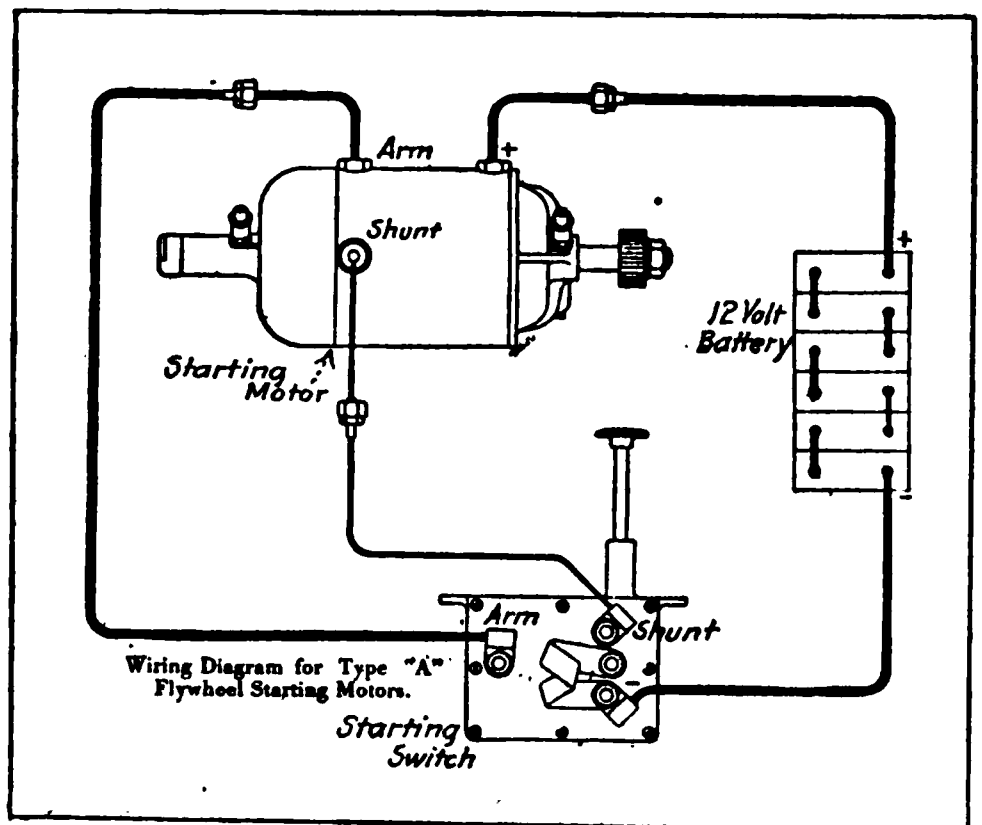 Arm
+
Shunt
+
12 Volt
Battery
Starting
Motor
-
Arm
Shunt
Wiring Diagram for Type "A"
Flywheel Starting Motors.
-
Starting
Switch